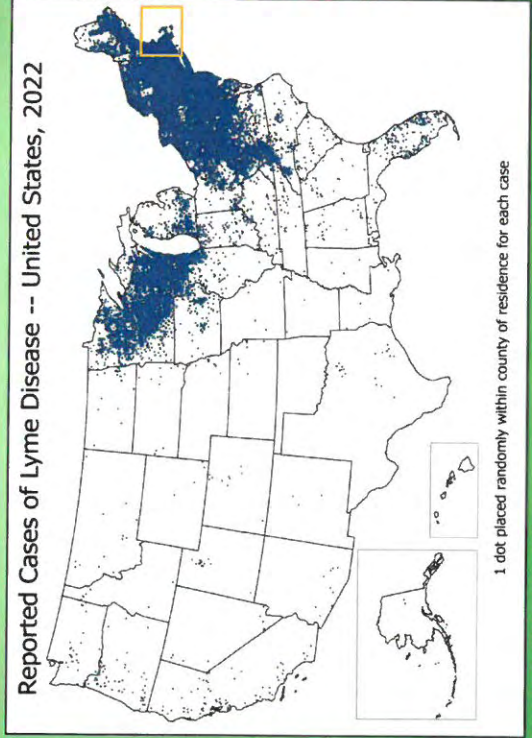 Reported Cases of Lyme Disease -- United States, 2022
1 dot placed randomly within county of residence for each case